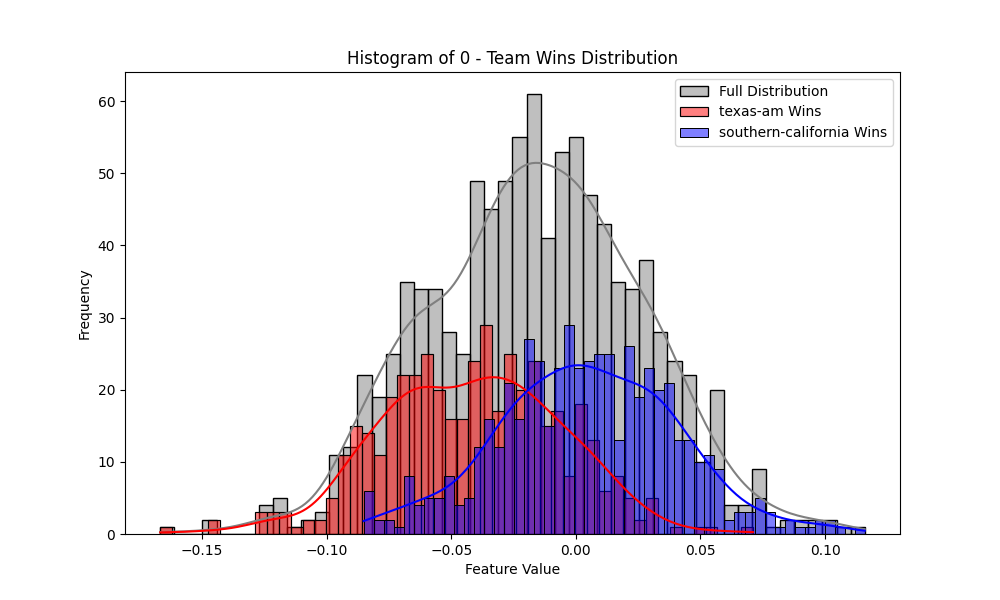 Histogram of 0 - Team Wins Distribution
Full Distribution
texas-am Wins
southern-california Wins
Frequency
60
50
40
30
20
10
0
−0.15
−0.10
−0.05
0.00
0.05
0.10
Feature Value